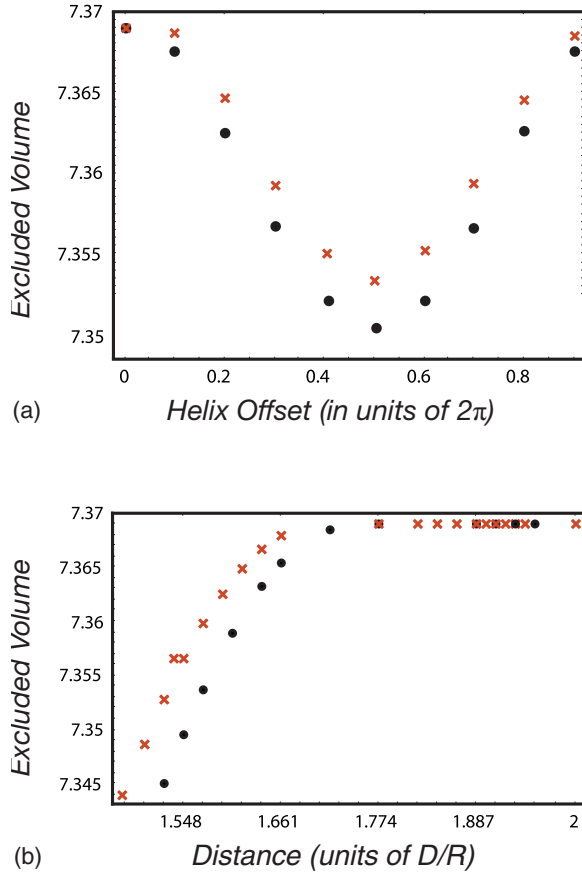 7.37
7.365
7.36
7.355
7.35
Excluded Volume
0 0.2 0.4 0.6 0.8
(a) Helix Offset (in units of 2π)
7.37
7.365
7.36
7.355
7.35
7.345
Excluded Volume
1.548 1.661 1.774 1.887 2
(b) Distance (units of D/R)